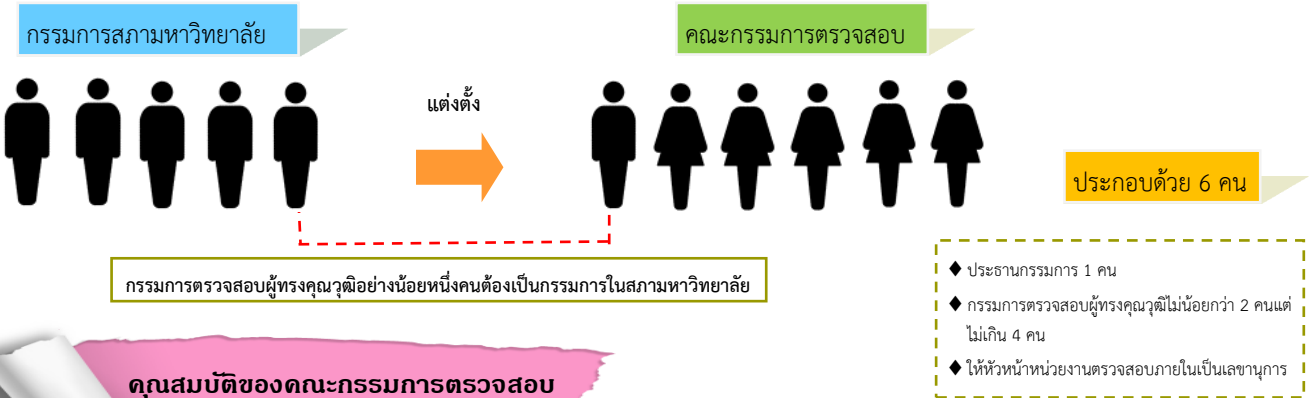 กรรมการสภามหาวิทยาลัย
คณะกรรมการตรวจสอบ
แต่งตั้ง
ประกอบด้วย 6 คน
กรรมการตรวจสอบผู้ทรงคุณวุฒิอย่างน้อยหนึ่งคนต้องเป็นกรรมการในสภามหาวิทยาลัย
♦ ประธานกรรมการ 1 คน
♦ กรรมการตรวจสอบผู้ทรงคุณวุฒิไม่น้อยกว่า 2 คนแต่
ไม่เกิน 4 คน
♦ ให้หัวหน้าหน่วยงานตรวจสอบภายในเป็นเลขานุการ
คุณสมบัติของคณะกรรมการตรวจสอบ